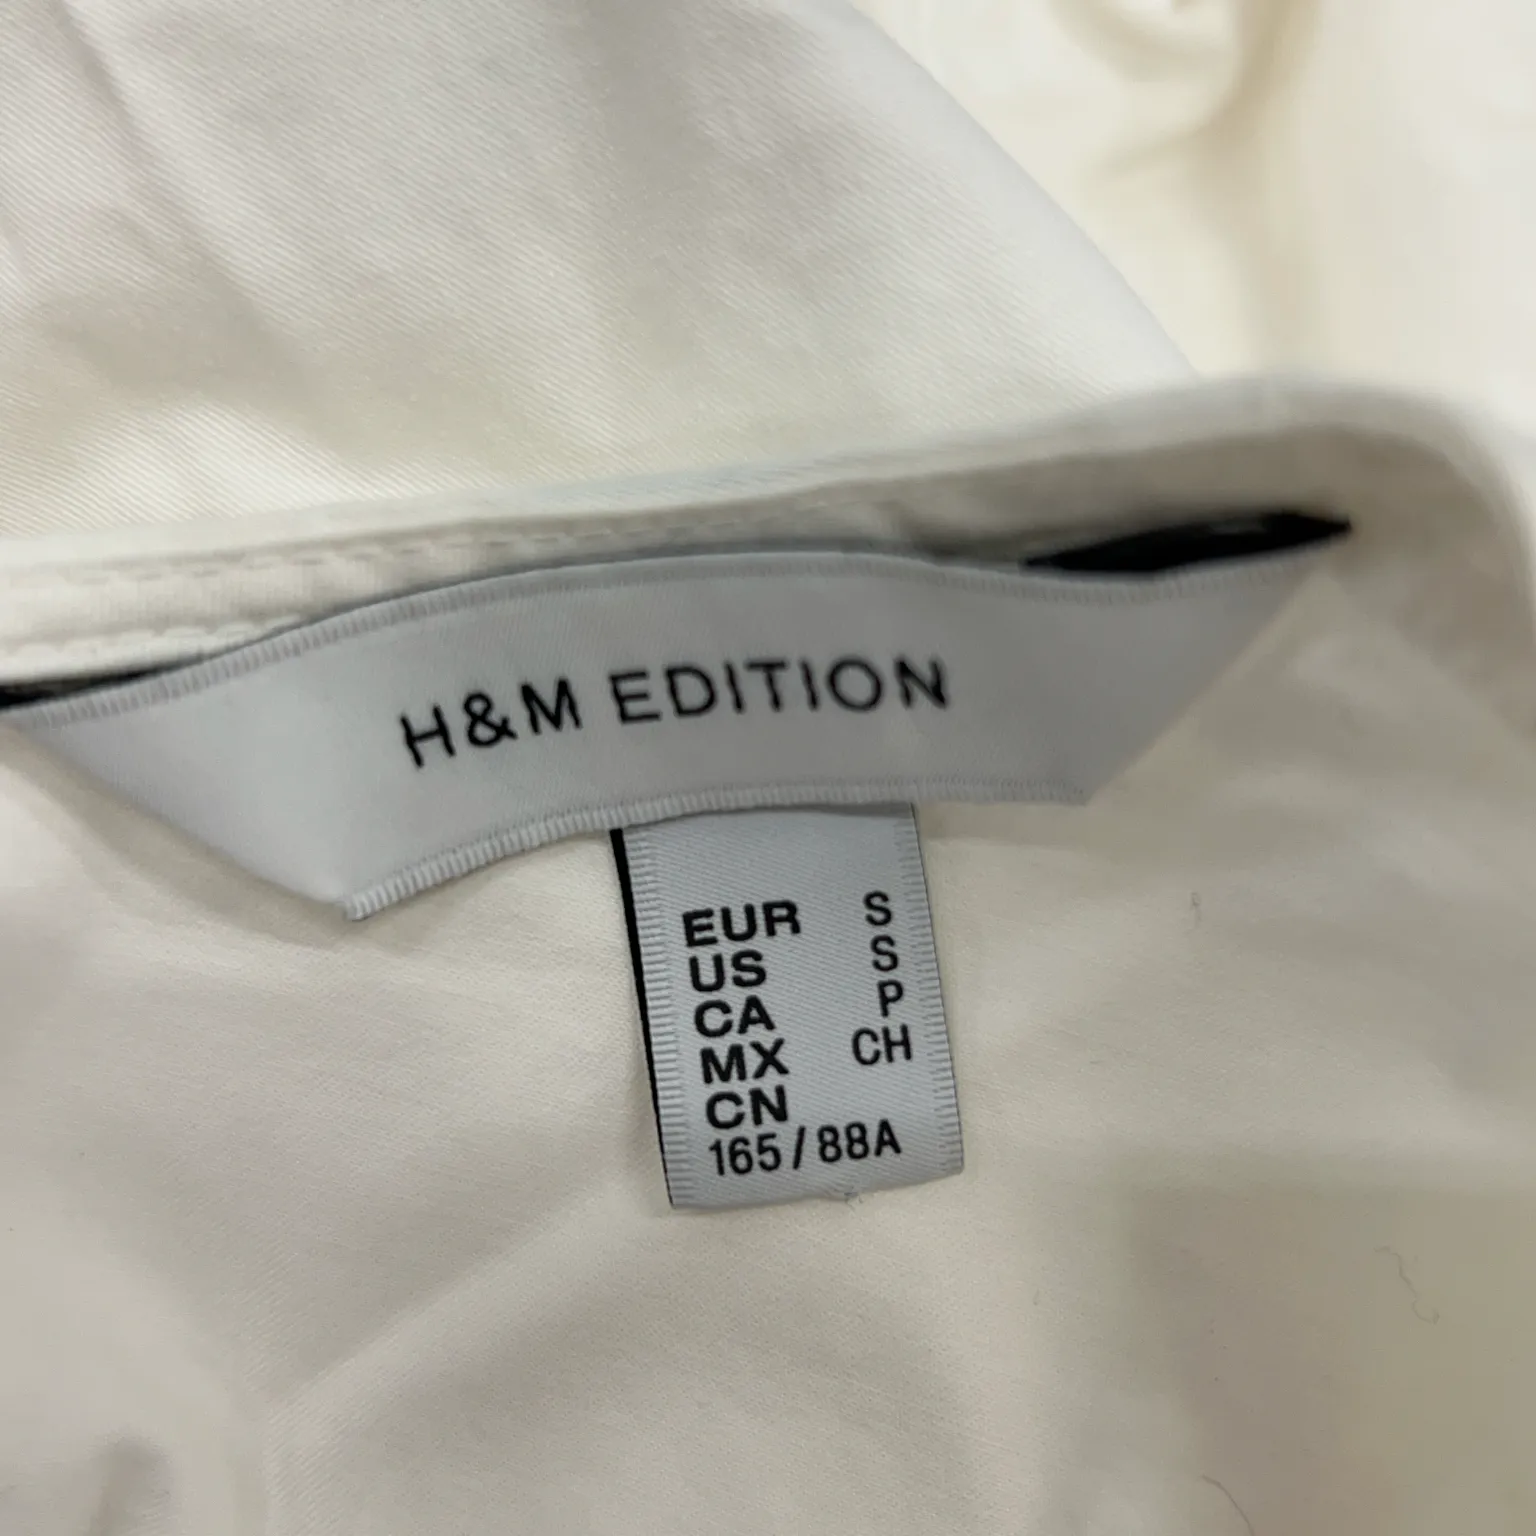 H&M EDITION
EUR S
US S
CA P
MX CH
CN
165/88A